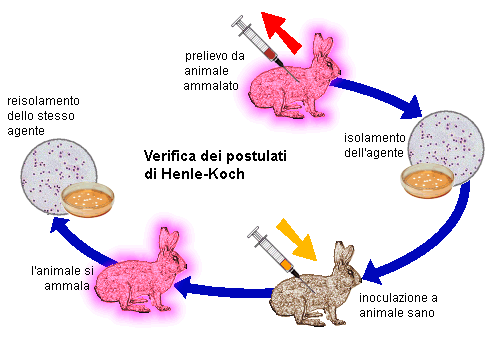 prelievo da
animale
ammalato
isolamento
dell'agente
inoculazione a
animale sano
l'animale si
ammala
reisolamento
dello stesso
agente
Verifica dei postulati
di Henle-Koch